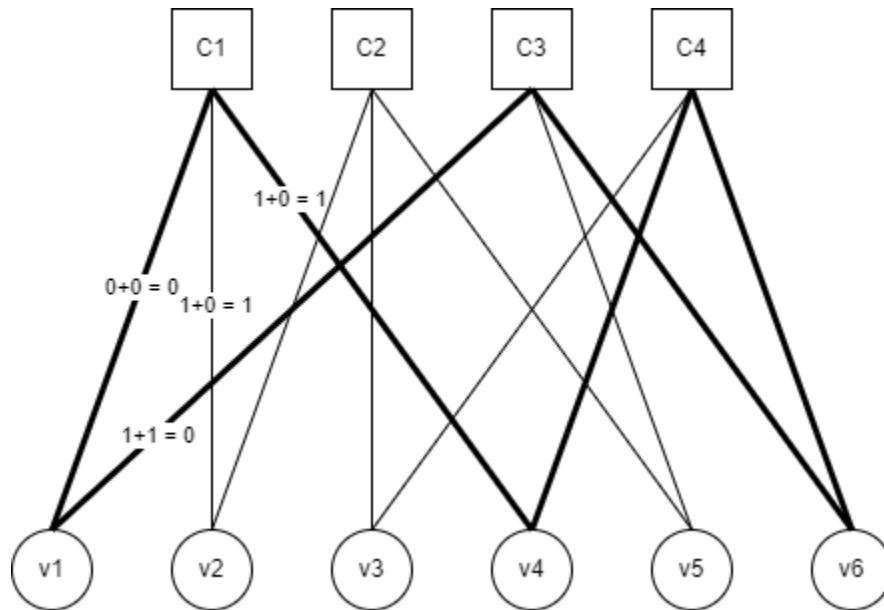 C1
C2
C3
C4
1+0 = 1
0+0 = 0
1+0 = 1
1+1 = 0
v1
v2
v3
v4
v5
v6